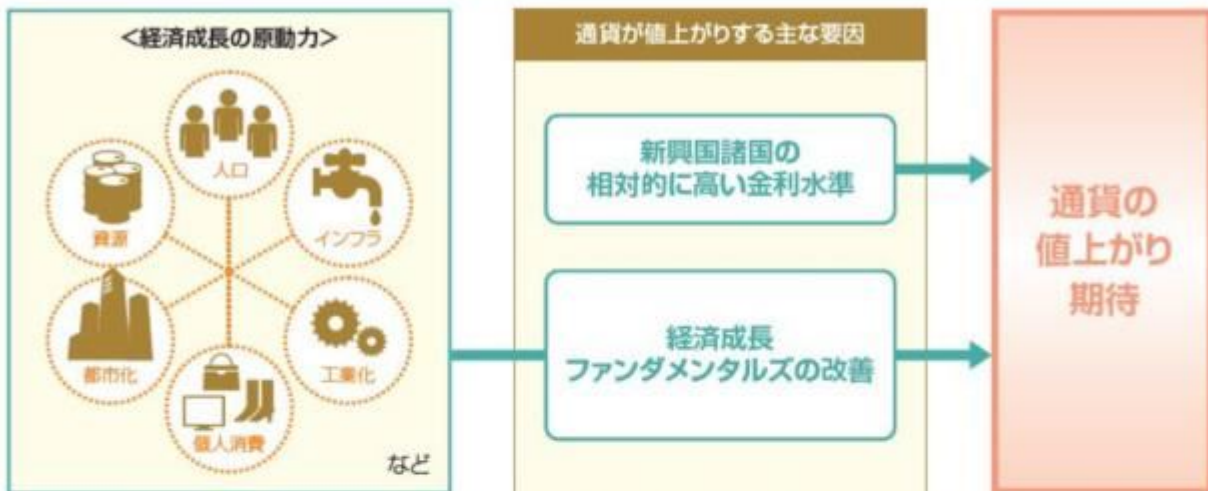 <経済成長の原動力>
人口
インフラ
工業化
個人消費
都市化
資源
など
通貨が値上がりする主な要因
新興国諸国の
相対的に高い金利水準
経済成長
ファンダメンタルズの改善
通貨の
値上がり
期待